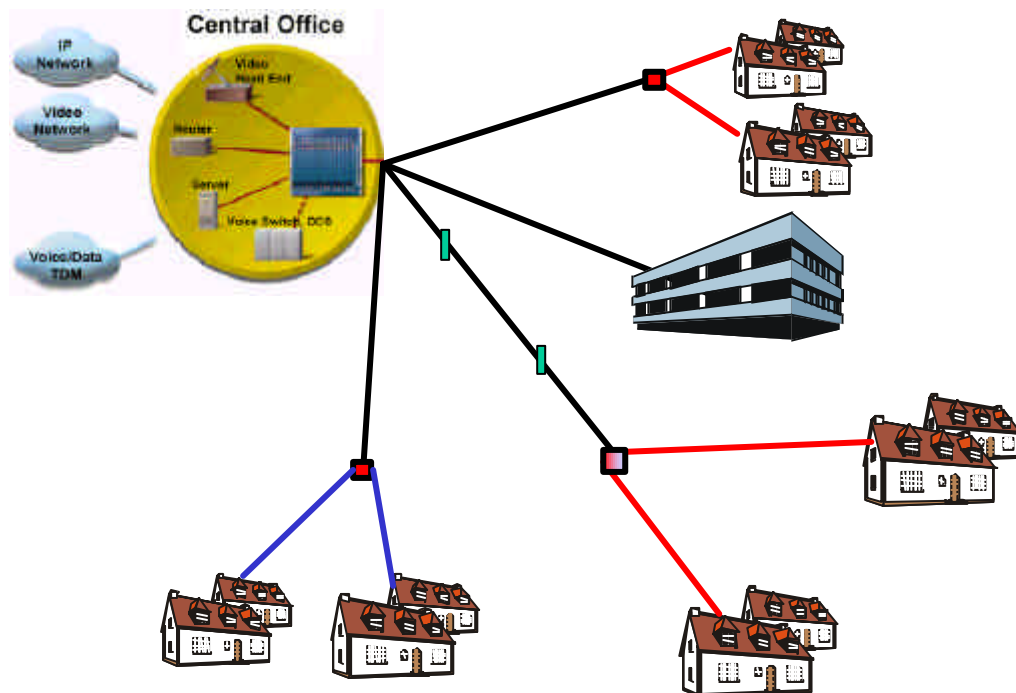 Central Office
IP
Network
Video
Head End
Video
Network
Router
Server
Voice Switch, DCS
Voice/Data
TDM